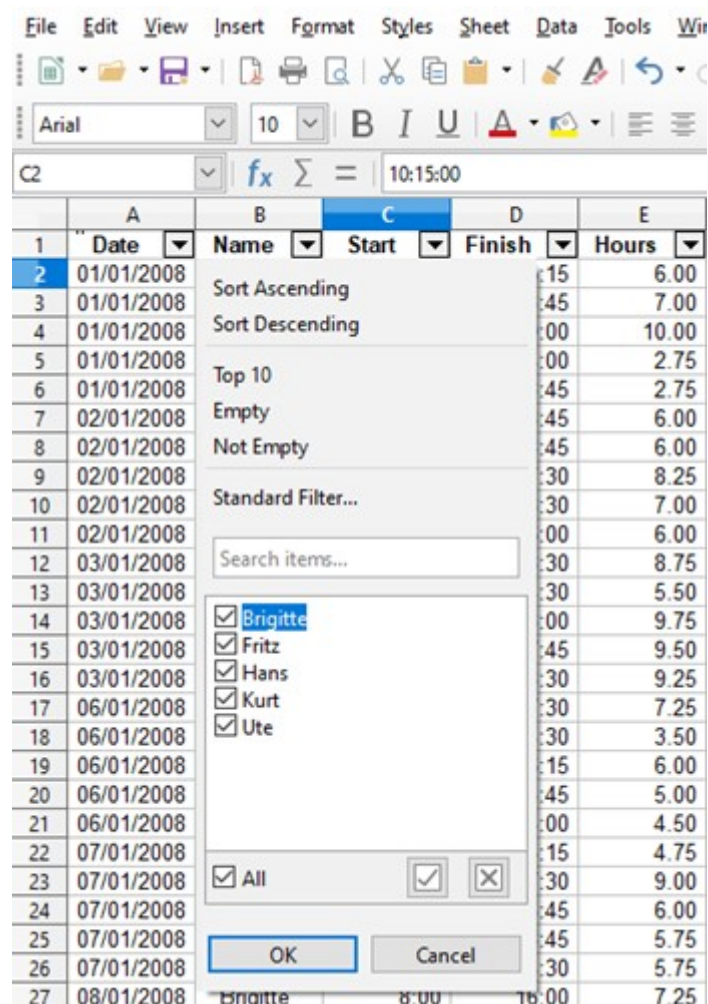 File Edit View Insert Format Styles Sheet Data Tools
Arial 10 B I U A
C2 fx Σ = 10:15:00
A B C D E
1 Date Name Start Finish Hours
2 01/01/2008 :15 6.00
3 01/01/2008 :45 7.00
4 01/01/2008 :00 10.00
5 01/01/2008 :00 2.75
6 01/01/2008 :45 2.75
7 02/01/2008 :45 6.00
8 02/01/2008 :45 6.00
9 02/01/2008 :30 8.25
10 02/01/2008 :30 7.00
11 02/01/2008 :00 6.00
12 03/01/2008 :30 8.75
13 03/01/2008 :30 5.50
14 03/01/2008 :00 9.75
15 03/01/2008 :45 9.50
16 03/01/2008 :30 9.25
17 06/01/2008 :30 7.25
18 06/01/2008 :30 3.50
19 06/01/2008 :15 6.00
20 06/01/2008 :45 5.00
21 06/01/2008 :00 4.50
22 07/01/2008 :15 4.75
23 07/01/2008 :30 9.00
24 07/01/2008 :45 6.00
25 07/01/2008 :45 5.75
26 07/01/2008 :30 5.75
27 08/01/2008 Brigitte 8:00 16:00 7.25
Sort Ascending
Sort Descending
Top 10
Empty
Not Empty
Standard Filter...
Search items...
Brigitte
Fritz
Hans
Kurt
Ute
All
OK Cancel